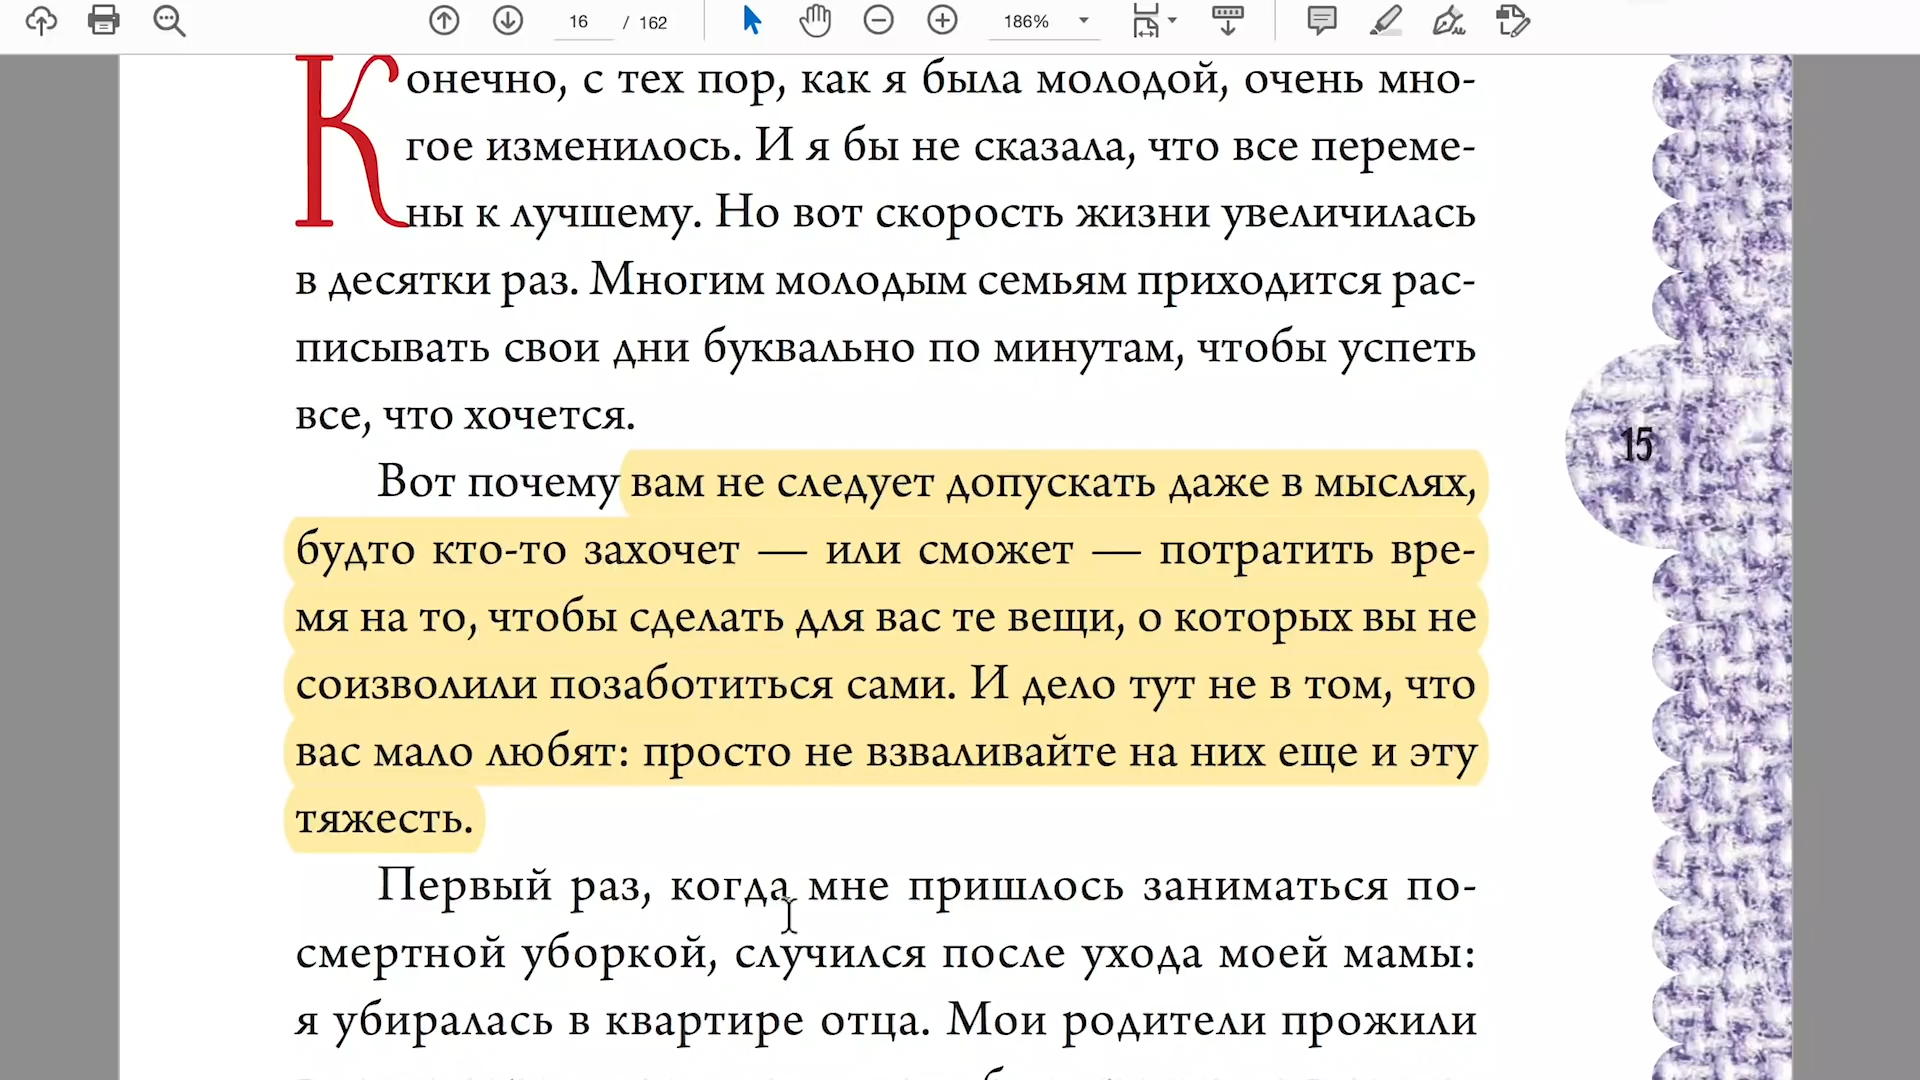 16 / 162 186%
Конечно, с тех пор, как я была молодой, очень мно-
гое изменилось. И я бы не сказала, что все переме-
ны к лучшему. Но вот скорость жизни увеличилась
в десятки раз. Многим молодым семьям приходится рас-
писывать свои дни буквально по минутам, чтобы успеть
все, что хочется.
15
Вот почему вам не следует допускать даже в мыслях,
будто кто-то захочет — или сможет — потратить вре-
мя на то, чтобы сделать для вас те вещи, о которых вы не
соизволили позаботиться сами. И дело тут не в том, что
вас мало любят: просто не взваливайте на них еще и эту
тяжесть.
Первый раз, когда мне пришлось заниматься по-
смертной уборкой, случился после ухода моей мамы:
я убиралась в квартире отца. Мои родители прожили